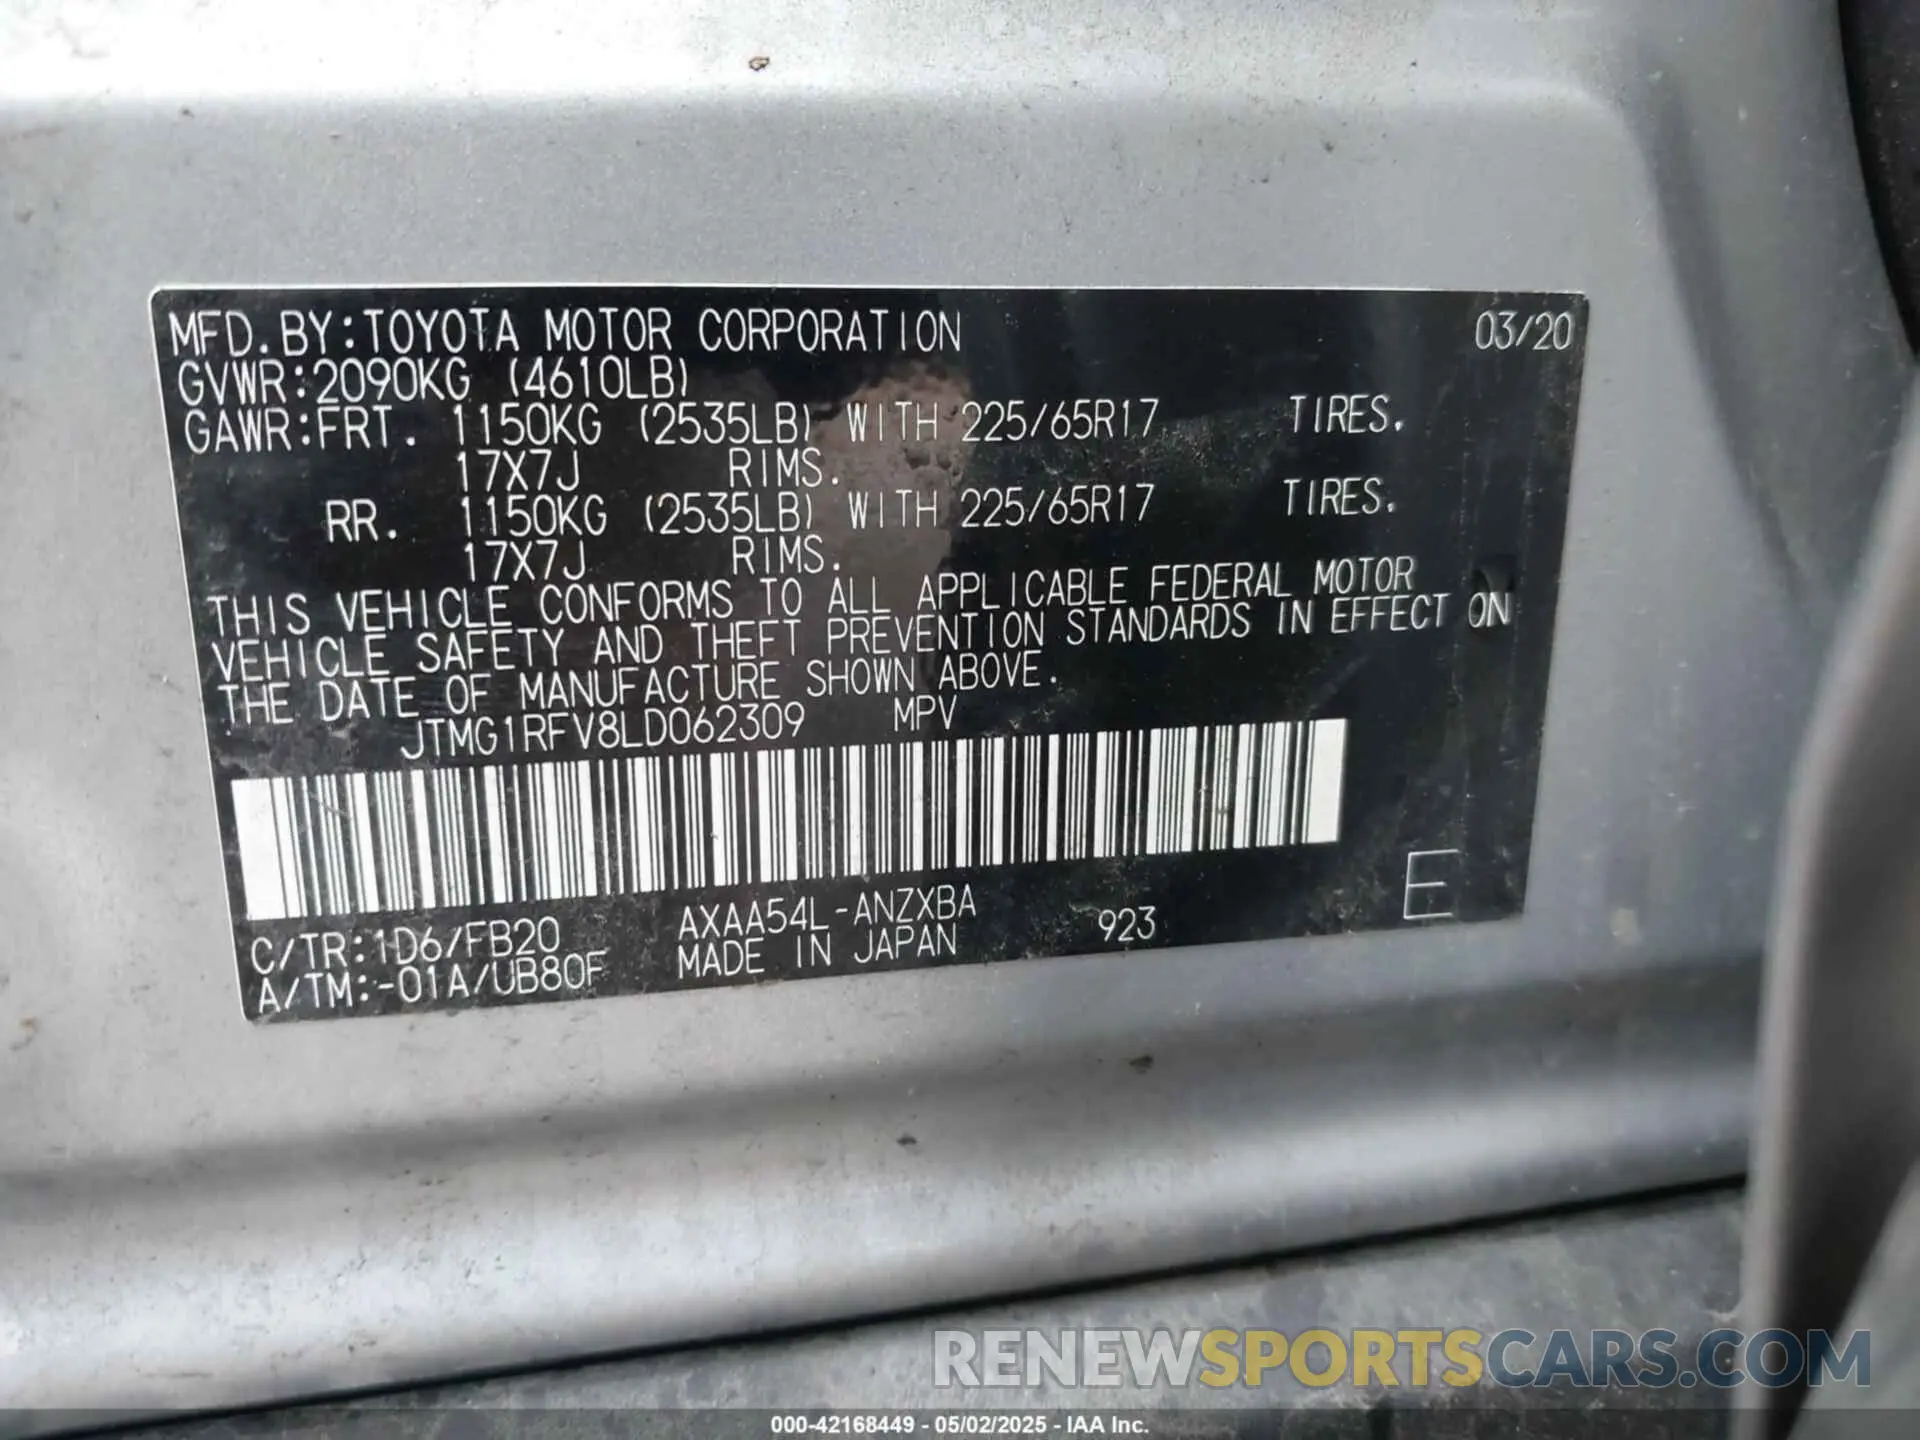 MFD.BY:TOYOTA MOTOR CORPORATION 03/20
GVWR:2090KG (4610LB)
GAWR:FRT. 1150KG (2535LB) WITH 225/65R17 TIRES.
17X7J RIMS.
RR. 1150KG (2535LB) WITH 225/65R17 TIRES.
17X7J RIMS.
THIS VEHICLE CONFORMS TO ALL APPLICABLE FEDERAL MOTOR
VEHICLE SAFETY AND THEFT PREVENTION STANDARDS IN EFFECT ON
THE DATE OF MANUFACTURE SHOWN ABOVE.
JTMG1RFV8LD062309 MPV
C/TR:1D6/FB20 AXAA54L-ANZXBA 923 E
A/TM:-01A/UB80F MADE IN JAPAN
RENEWSPORTSCARS.COM
000-42168449 - 05/02/2025 - IAA Inc.